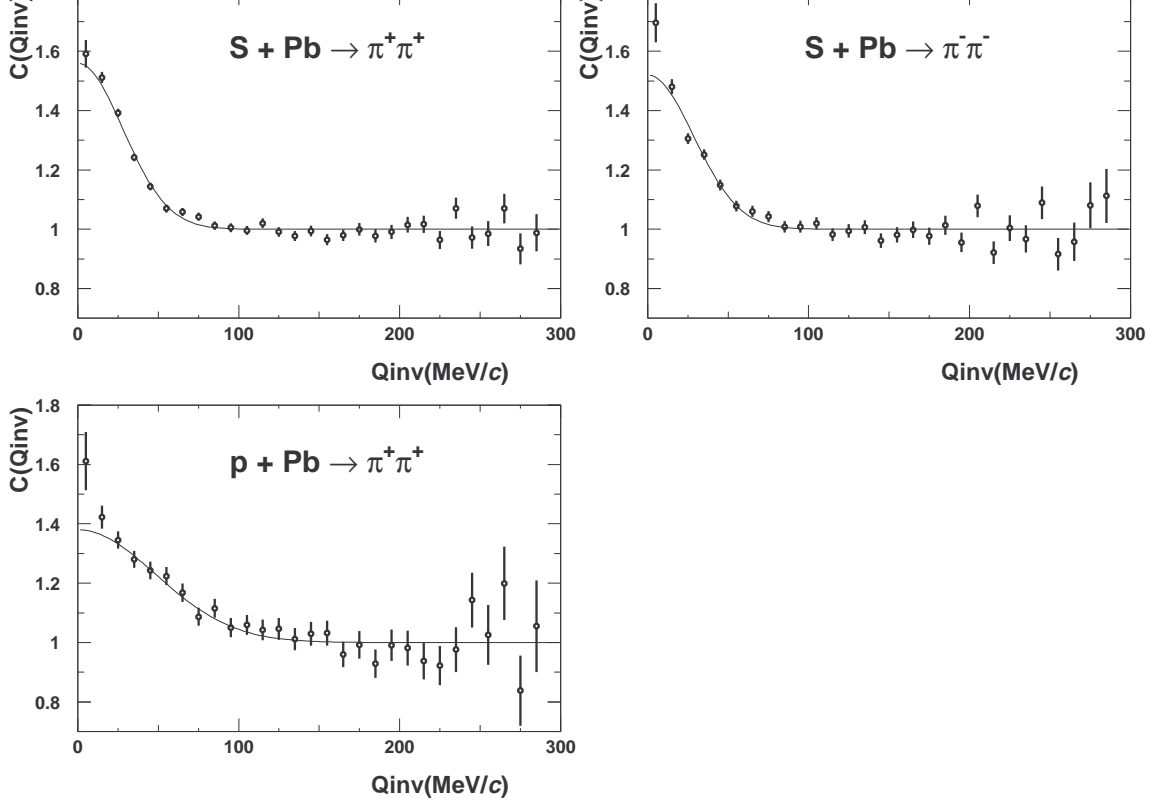 C(Qinv)
S + Pb → π⁺π⁺
1.6
1.4
1.2
1
0.8
0 100 200 300
Qinv(MeV/c)
C(Qinv)
S + Pb → π⁻π⁻
1.6
1.4
1.2
1
0.8
0 100 200 300
Qinv(MeV/c)
C(Qinv)
1.8
p + Pb → π⁺π⁺
1.6
1.4
1.2
1
0.8
0 100 200 300
Qinv(MeV/c)